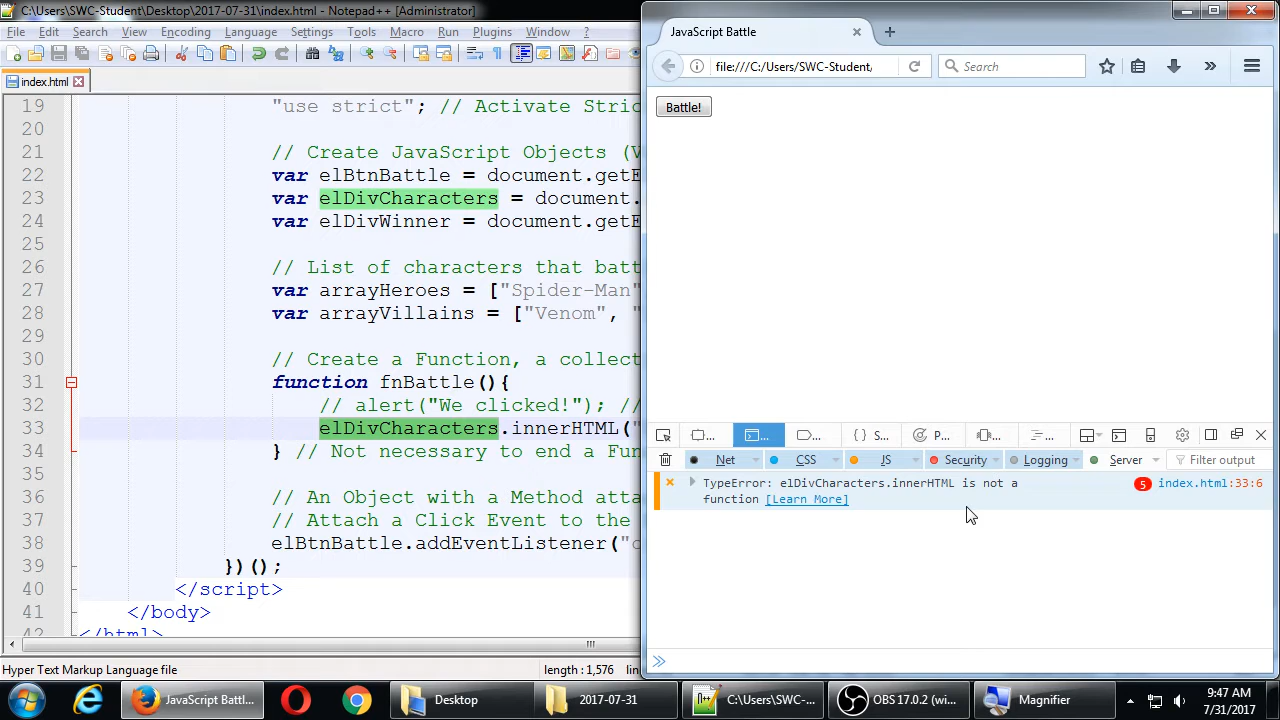 C:\Users\SWC-Student\Desktop\2017-07-31\index.html - Notepad++ [Administrator]
File Edit Search View Encoding Language Settings Tools Macro Run Plugins Window ?
index.html
19 "use strict"; // Activate Stric
20
21 // Create JavaScript Objects (V
22 var elBtnBattle = document.getE
23 var elDivCharacters = document.
24 var elDivWinner = document.getE
25
26 // List of characters that batt
27 var arrayHeroes = ["Spider-Man"
28 var arrayVillains = ["Venom", "
29
30 // Create a Function, a collect
31 function fnBattle(){
32 // alert("We clicked!"); //
33 elDivCharacters.innerHTML("
34 } // Not necessary to end a Fun
35
36 // An Object with a Method atta
37 // Attach a Click Event to the
38 elBtnBattle.addEventListener("c
39 })();
40 </script>
41 </body>
42 </html>
Hyper Text Markup Language file length : 1,576 lin
JavaScript Battle
file:///C:/Users/SWC-Student, Search
Battle!
... ... ... { } S... P... ... ...
Net CSS JS Security Logging Server Filter output
TypeError: elDivCharacters.innerHTML is not a 5 index.html:33:6
function [Learn More]
JavaScript Battl... Desktop 2017-07-31 C:\Users\SWC-... OBS 17.0.2 (wi... Magnifier
9:47 AM
7/31/2017